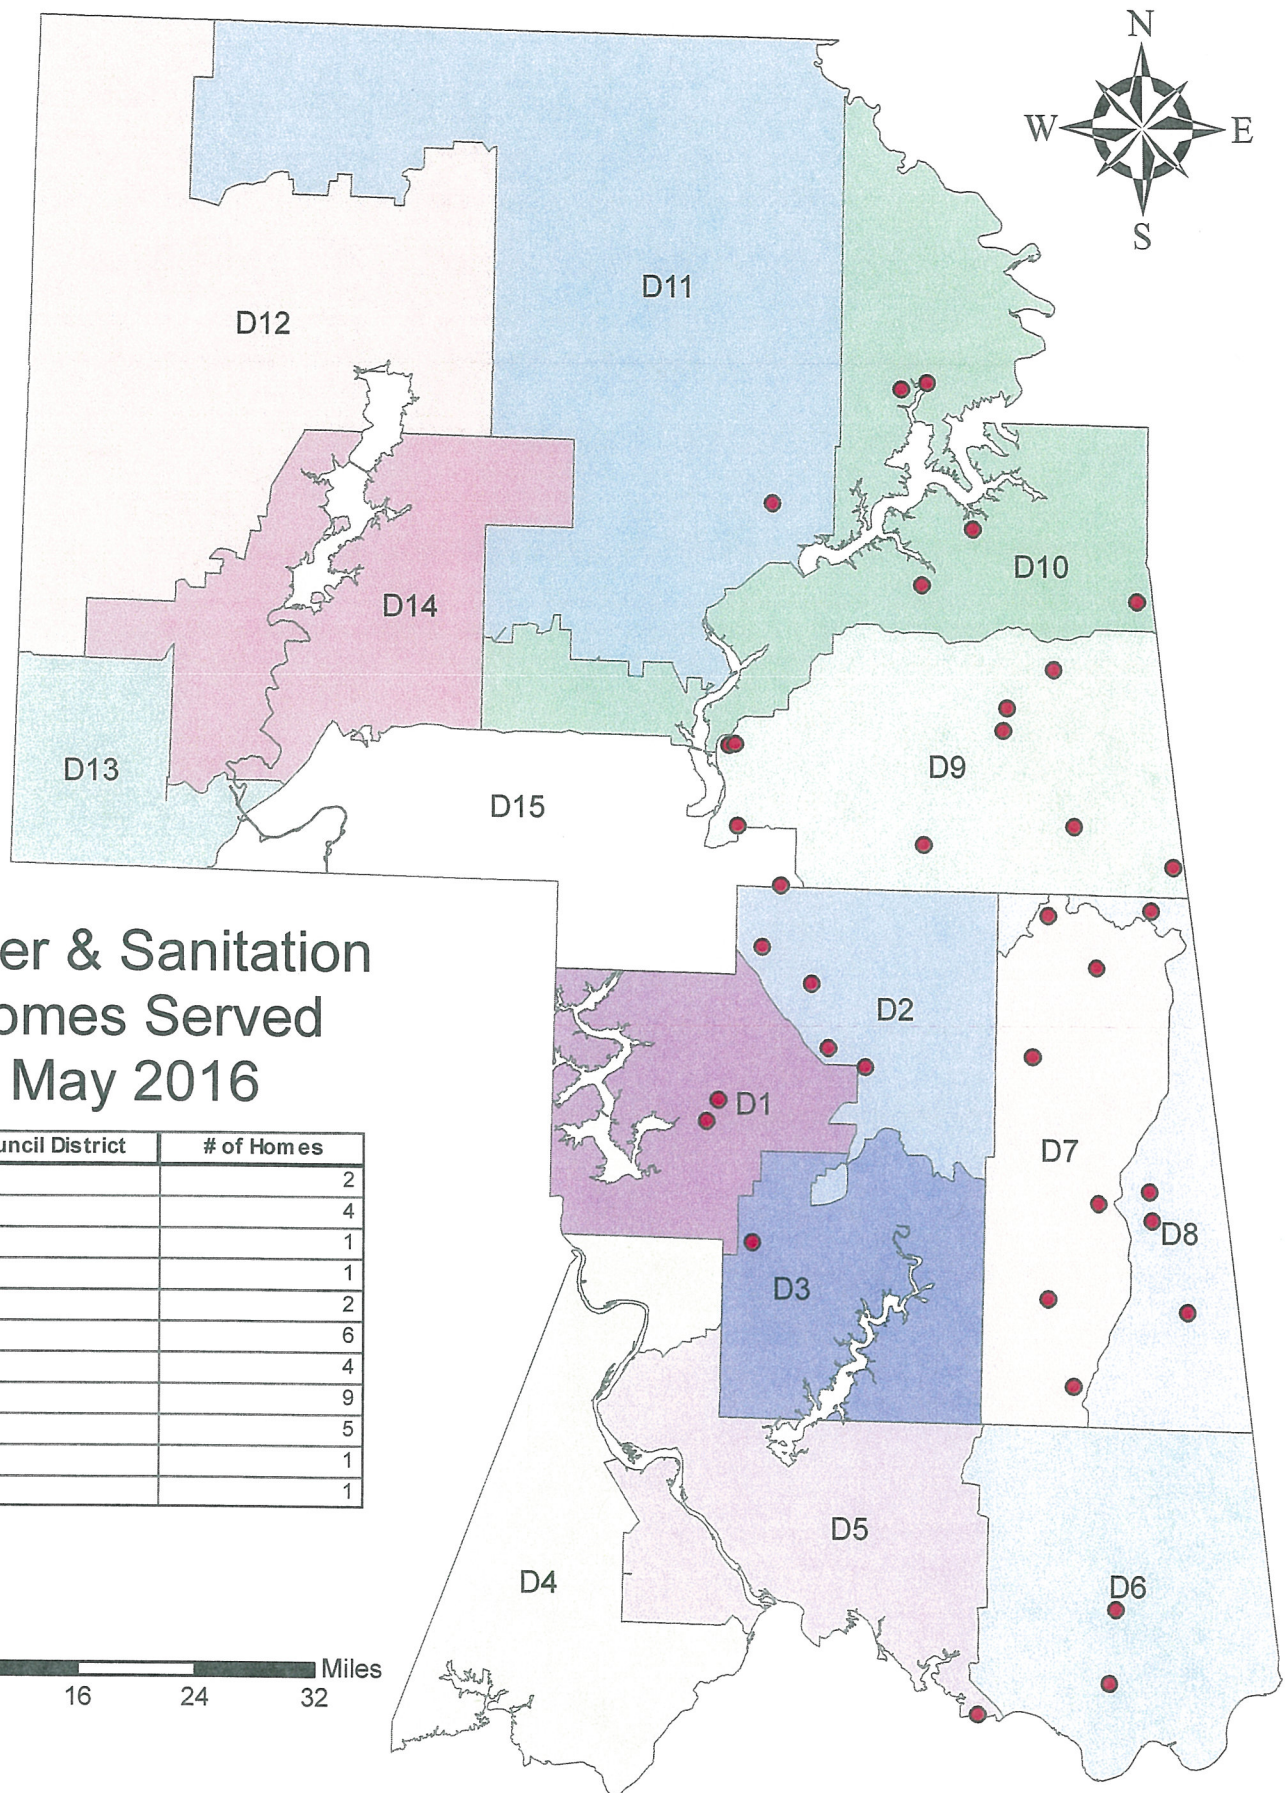 N
W E
S
D11
D12
D10
D14
D13
D9
D15
er & Sanitation
omes Served
May 2016
D2
D1
D7
D8
D3
D5
D4
D6
uncil District # of Homes
2
4
1
1
2
6
4
9
5
1
1
Miles
16 24 32